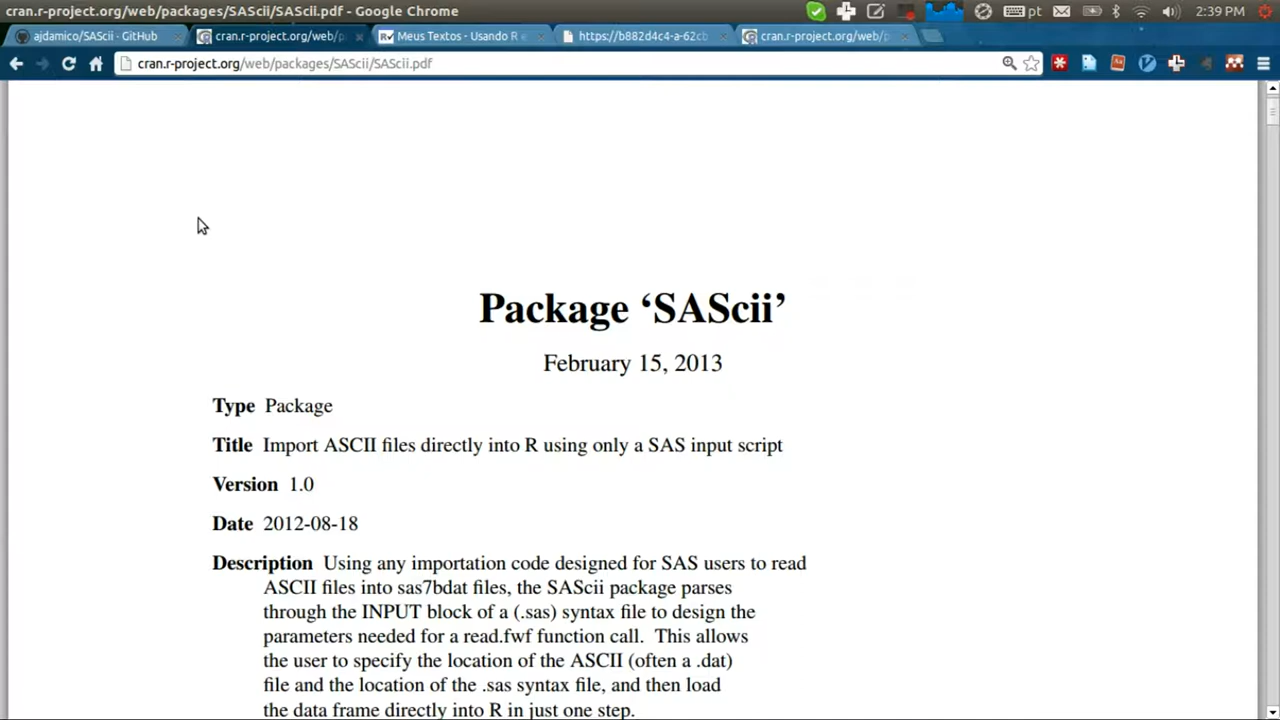 cran.r-project.org/web/packages/SAScii/SAScii.pdf - Google Chrome
pt
2:39 PM
ajdamico/SAScii · GitHub
cran.r-project.org/web/p
Meus Textos - Usando R e
https://b882d4c4-a-62cb
cran.r-project.org/web/p
cran.r-project.org/web/packages/SAScii/SAScii.pdf
Package ‘SAScii’
February 15, 2013
Type Package
Title Import ASCII files directly into R using only a SAS input script
Version 1.0
Date 2012-08-18
Description Using any importation code designed for SAS users to read
ASCII files into sas7bdat files, the SAScii package parses
through the INPUT block of a (.sas) syntax file to design the
parameters needed for a read.fwf function call. This allows
the user to specify the location of the ASCII (often a .dat)
file and the location of the .sas syntax file, and then load
the data frame directly into R in just one step.